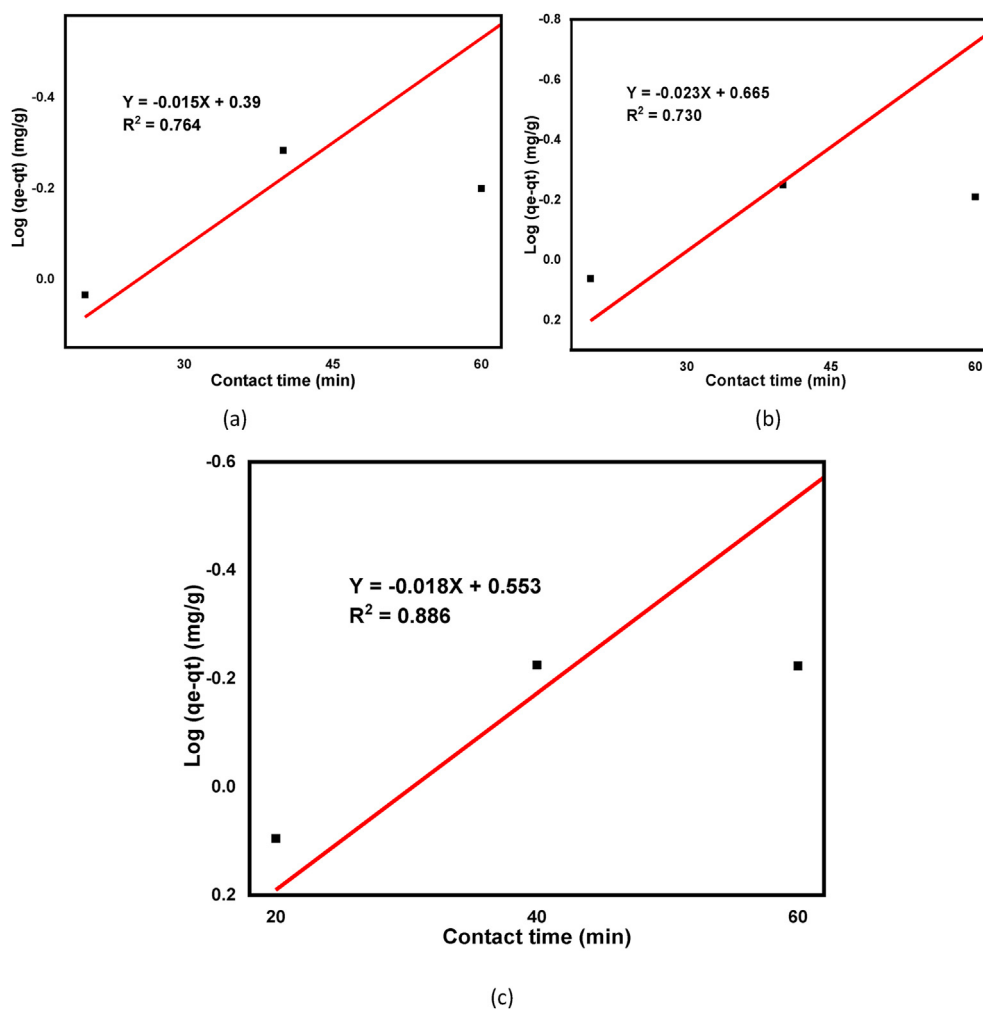 Log (qe-qt) (mg/g)
-0.4
-0.2
0.0
Y = -0.015X + 0.39
R² = 0.764
30
45
60
Contact time (min)
(a)
Log (qe-qt) (mg/g)
-0.8
-0.6
-0.4
-0.2
0.0
0.2
Y = -0.023X + 0.665
R² = 0.730
30
45
60
Contact time (min)
(b)
Log (qe-qt) (mg/g)
-0.6
-0.4
-0.2
0.0
0.2
Y = -0.018X + 0.553
R² = 0.886
20
40
60
Contact time (min)
(c)